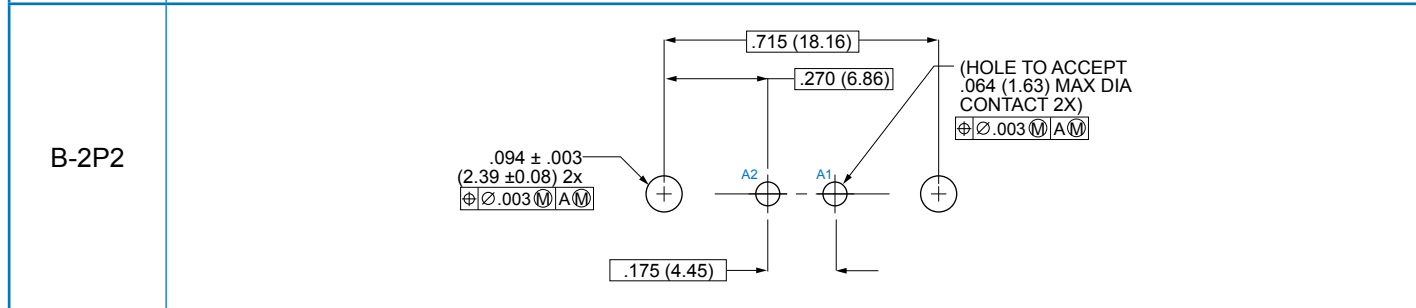 B-2P2
.715 (18.16)
.270 (6.86)
(HOLE TO ACCEPT
.064 (1.63) MAX DIA
CONTACT 2X)
⌖ ∅.003 Ⓜ A Ⓜ
.094 ± .003
(2.39 ±0.08) 2x
⌖ ∅.003 Ⓜ A Ⓜ
A2 A1
.175 (4.45)